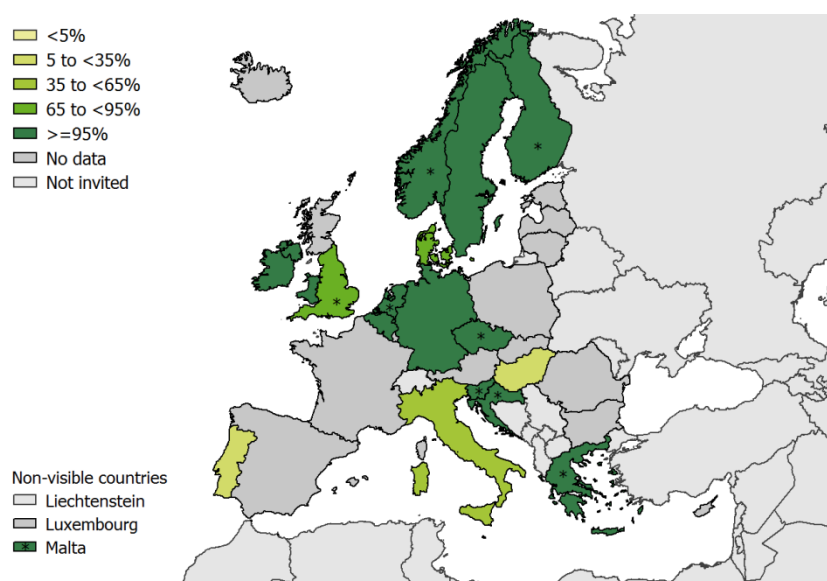 <5%
5 to <35%
35 to <65%
65 to <95%
>=95%
No data
Not invited
Non-visible countries
Liechtenstein
Luxembourg
Malta